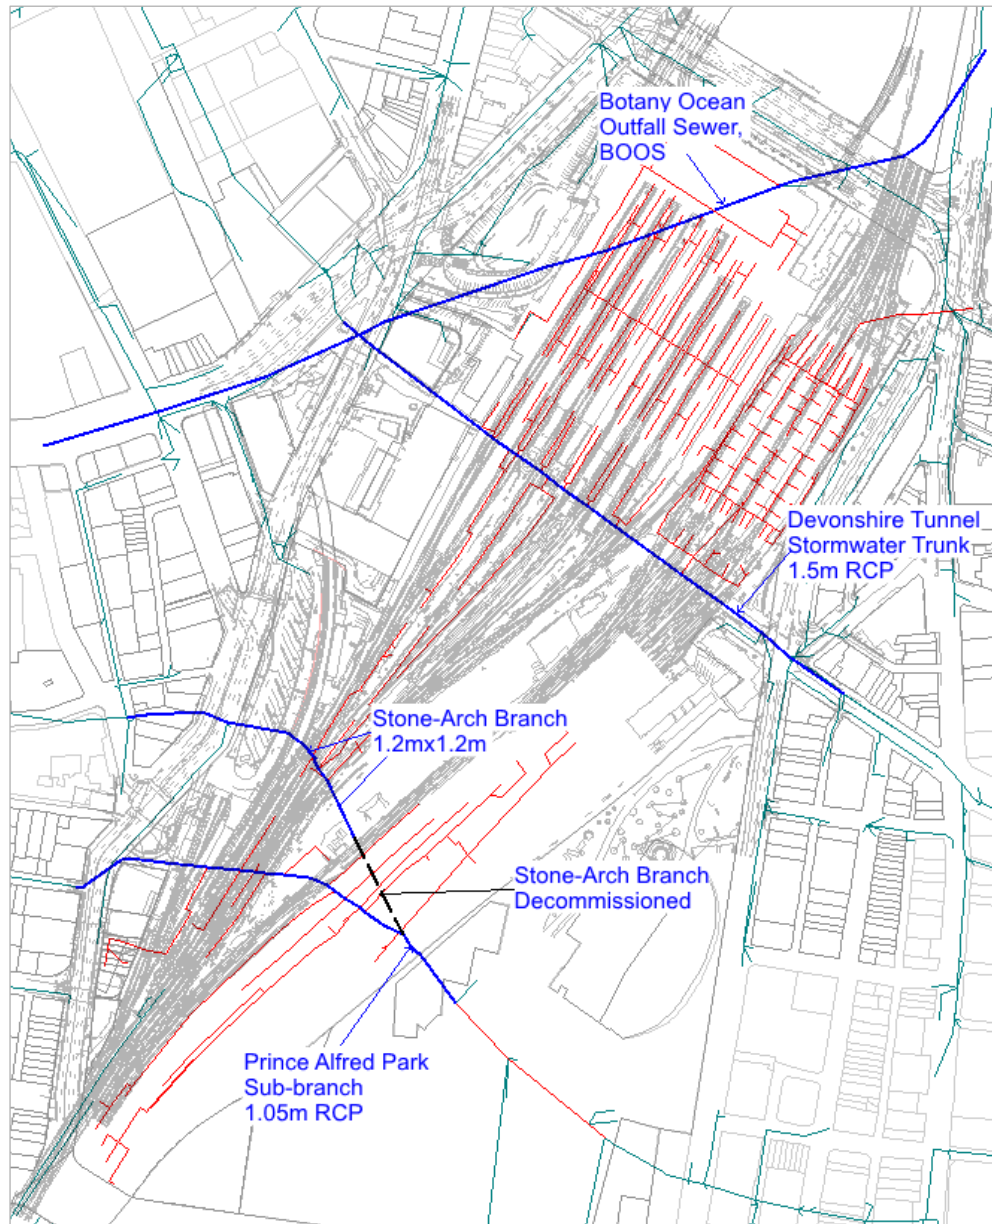 Botany Ocean
Outfall Sewer,
BOOS
Devonshire Tunnel
Stormwater Trunk
1.5m RCP
Stone-Arch Branch
1.2mx1.2m
Stone-Arch Branch
Decommissioned
Prince Alfred Park
Sub-branch
1.05m RCP